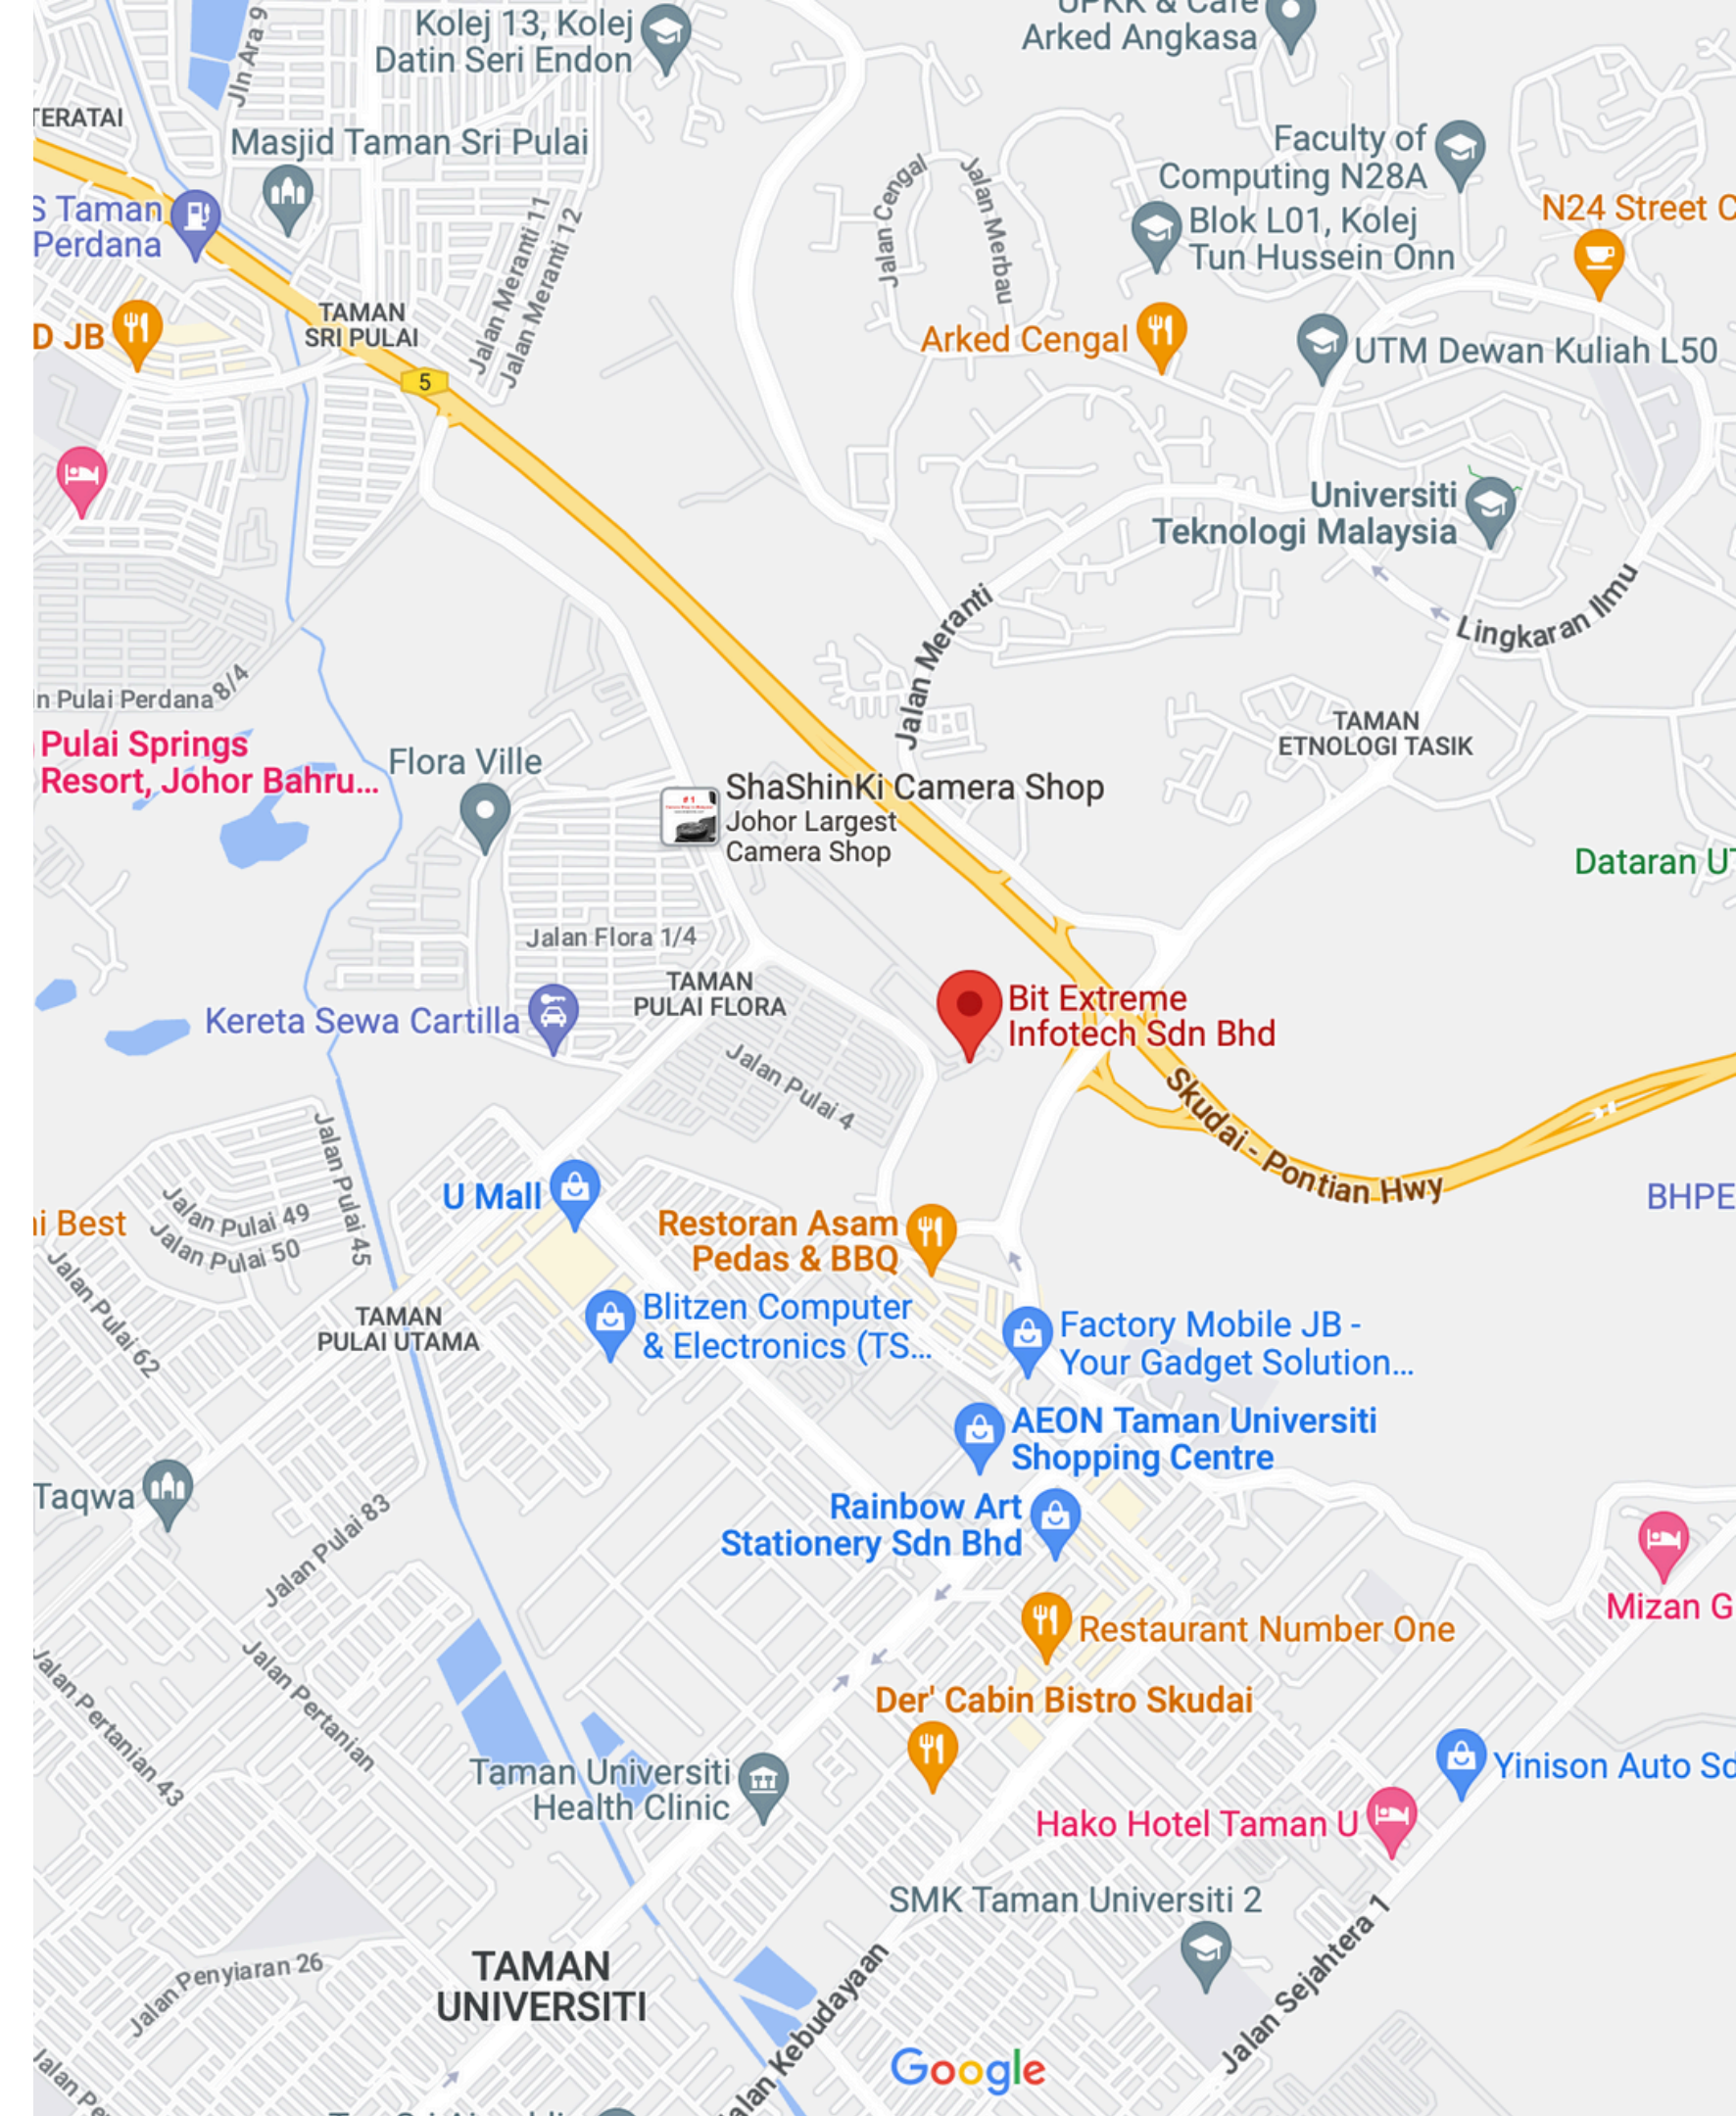 UPKK & Cafe
Arked Angkasa
Kolej 13, Kolej
Datin Seri Endon
Jln Ara 9
TERATAI
Masjid Taman Sri Pulai
Faculty of
Computing N28A
S Taman
Perdana
Jalan Meranti 11
Jalan Meranti 12
Jalan Cengal
Jalan Merbau
Blok L01, Kolej
Tun Hussein Onn
N24 Street C
TAMAN
SRI PULAI
D JB
Arked Cengal
UTM Dewan Kuliah L50
5
Universiti
Teknologi Malaysia
Jalan Meranti
Lingkaran Ilmu
n Pulai Perdana 8/4
TAMAN
ETNOLOGI TASIK
Pulai Springs
Resort, Johor Bahru...
Flora Ville
#1
ShaShinKi Camera Shop
Johor Largest
Camera Shop
Dataran UT
Jalan Flora 1/4
TAMAN
PULAI FLORA
Kereta Sewa Cartilla
Bit Extreme
Infotech Sdn Bhd
Jalan Pulai 4
Skudai - Pontian Hwy
Jalan Pulai 45
Jalan Pulai 49
Jalan Pulai 50
U Mall
BHPE
i Best
Restoran Asam
Pedas & BBQ
Jalan Pulai 62
TAMAN
PULAI UTAMA
Blitzen Computer
& Electronics (TS...
Factory Mobile JB -
Your Gadget Solution...
AEON Taman Universiti
Shopping Centre
Taqwa
Jalan Pulai 83
Rainbow Art
Stationery Sdn Bhd
Mizan G
Restaurant Number One
Jalan Pertanian 43
Jalan Pertanian
Der' Cabin Bistro Skudai
Taman Universiti
Health Clinic
Yinison Auto Sd
Hako Hotel Taman U
SMK Taman Universiti 2
Jalan Penyiaran 26
TAMAN
UNIVERSITI
Jalan Kebudayaan
Jalan Sejahtera 1
Jalan Pe
Google